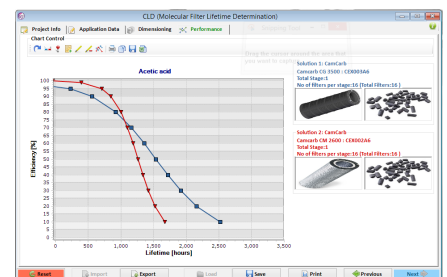 CLD (Molecular Filter Lifetime Determination)
Project Info
Application Data
Dimensioning
Performance
Chart Control
Acetic acid
Efficiency [%]
100
95
90
85
80
75
70
65
60
55
50
45
40
35
30
25
20
15
10
5
0
0 500 1,000 1,500 2,000 2,500 3,000 3,500
Lifetime [hours]
Solution 1: CamCarb
Camcarb CG 3500 : CEX003A6
Total Stage:1
No of filters per stage:16 (Total Filters:16 )
Solution 2: CamCarb
Camcarb CM 2600 : CEX002A6
Total Stage:1
No of filters per stage:16 (Total Filters:16 )
Reset
Import
Export
Load
Save
Print
Previous
Next